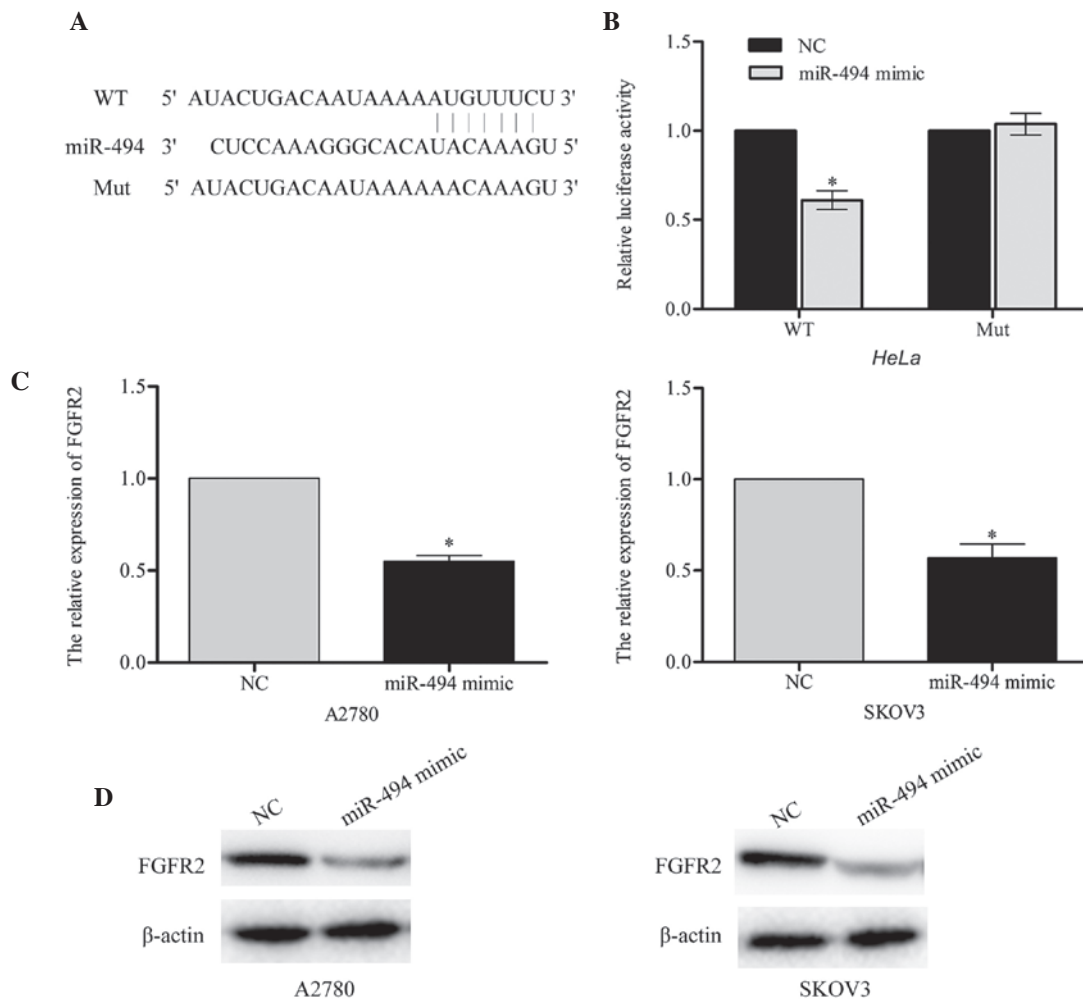 A
WT 5' AUACUGACAAUAAAAAUGUUUCU 3'
miR-494 3' CUCCAAAGGGCACAUACAAAGU 5'
Mut 5' AUACUGACAAUAAAAAACAAAGU 3'
B
NC
miR-494 mimic
Relative luciferase activity
1.5
1.0
0.5
0.0
*
WT
Mut
HeLa
C
The relative expression of FGFR2
1.5
1.0
0.5
0.0
*
NC
miR-494 mimic
A2780
The relative expression of FGFR2
1.5
1.0
0.5
0.0
*
NC
miR-494 mimic
SKOV3
D
NC
miR-494 mimic
FGFR2
β-actin
A2780
NC
miR-494 mimic
FGFR2
β-actin
SKOV3